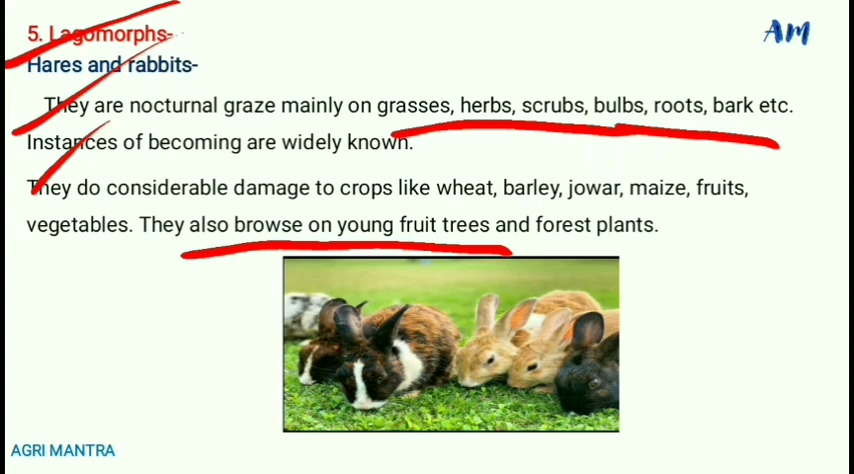 5. Lagomorphs-
AM
Hares and rabbits-
They are nocturnal graze mainly on grasses, herbs, scrubs, bulbs, roots, bark etc.
Instances of becoming are widely known.
They do considerable damage to crops like wheat, barley, jowar, maize, fruits,
vegetables. They also browse on young fruit trees and forest plants.
AGRI MANTRA